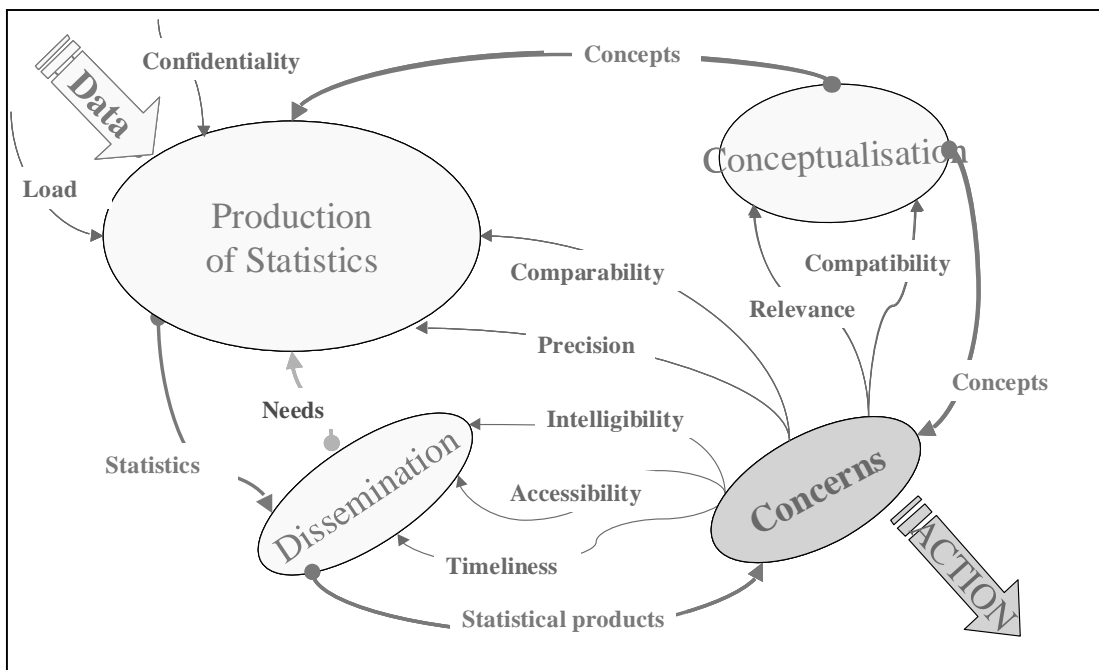 Data
Confidentiality
Concepts
Load
Conceptualisation
Production
of Statistics
Comparability
Compatibility
Relevance
Precision
Concepts
Needs
Intelligibility
Statistics
Dissemination
Accessibility
Concerns
Timeliness
ACTION
Statistical products